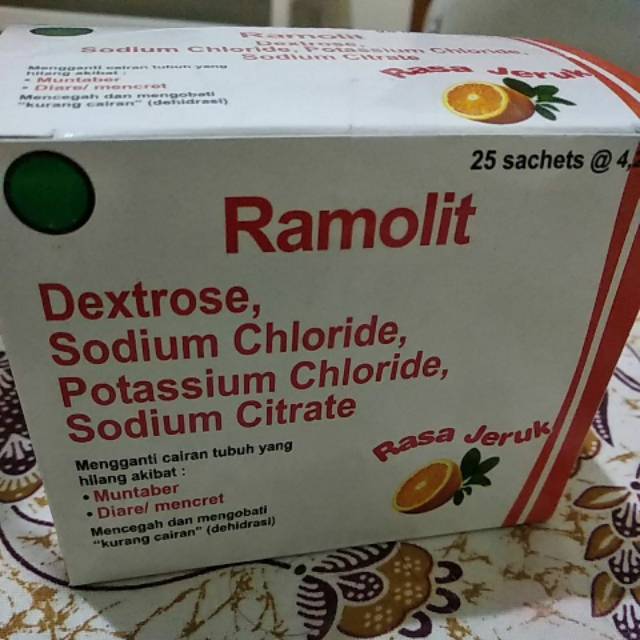 Ramolit
Dextrose,
Sodium Chloride, Potassium Chloride,
Sodium Citrate
Mengganti cairan tubuh yang
hilang akibat :
• Muntaber
• Diare/ mencret
Mencegah dan mengobati
"kurang cairan" (dehidrasi)
Rasa Jeruk
25 sachets @ 4,2
Ramolit
Dextrose,
Sodium Chloride,
Potassium Chloride,
Sodium Citrate
Mengganti cairan tubuh yang
hilang akibat :
• Muntaber
• Diare/ mencret
Mencegah dan mengobati
"kurang cairan" (dehidrasi)
Rasa Jeruk